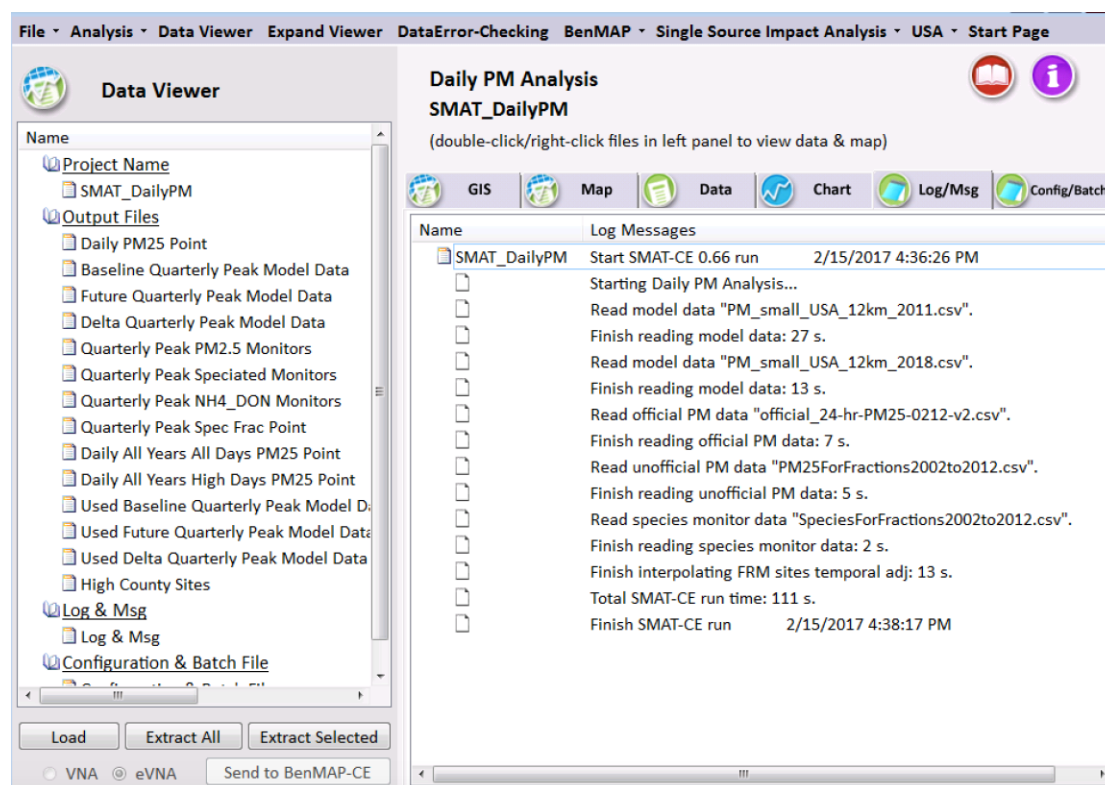 File Analysis Data Viewer Expand Viewer DataError-Checking BenMAP Single Source Impact Analysis USA Start Page
Data Viewer
Name
Project Name
SMAT_DailyPM
Output Files
Daily PM25 Point
Baseline Quarterly Peak Model Data
Future Quarterly Peak Model Data
Delta Quarterly Peak Model Data
Quarterly Peak PM2.5 Monitors
Quarterly Peak Speciated Monitors
Quarterly Peak NH4_DON Monitors
Quarterly Peak Spec Frac Point
Daily All Years All Days PM25 Point
Daily All Years High Days PM25 Point
Used Baseline Quarterly Peak Model
Used Future Quarterly Peak Model Data
Used Delta Quarterly Peak Model Data
High County Sites
Log & Msg
Log & Msg
Configuration & Batch File
Load Extract All Extract Selected
VNA eVNA Send to BenMAP-CE
Daily PM Analysis
SMAT_DailyPM
(double-click/right-click files in left panel to view data & map)
GIS Map Data Chart Log/Msg Config/Batch
Name Log Messages
SMAT_DailyPM Start SMAT-CE 0.66 run 2/15/2017 4:36:26 PM
Starting Daily PM Analysis...
Read model data "PM_small_USA_12km_2011.csv".
Finish reading model data: 27 s.
Read model data "PM_small_USA_12km_2018.csv".
Finish reading model data: 13 s.
Read official PM data "official_24-hr-PM25-0212-v2.csv".
Finish reading official PM data: 7 s.
Read unofficial PM data "PM25ForFractions2002to2012.csv".
Finish reading unofficial PM data: 5 s.
Read species monitor data "SpeciesForFractions2002to2012.csv".
Finish reading species monitor data: 2 s.
Finish interpolating FRM sites temporal adj: 13 s.
Total SMAT-CE run time: 111 s.
Finish SMAT-CE run 2/15/2017 4:38:17 PM